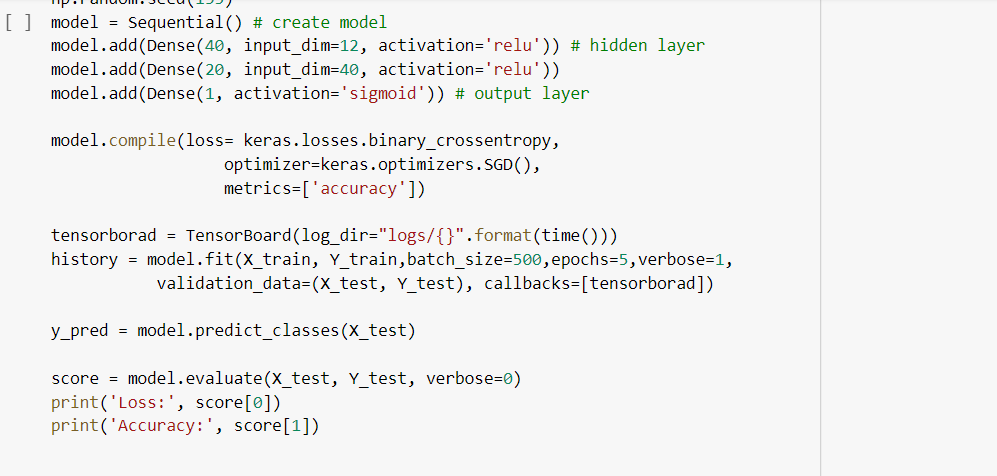 np.random.seed(155)
[ ] model = Sequential() # create model
model.add(Dense(40, input_dim=12, activation='relu')) # hidden layer
model.add(Dense(20, input_dim=40, activation='relu'))
model.add(Dense(1, activation='sigmoid')) # output layer
model.compile(loss= keras.losses.binary_crossentropy,
optimizer=keras.optimizers.SGD(),
metrics=['accuracy'])
tensorborad = TensorBoard(log_dir="logs/{}".format(time()))
history = model.fit(X_train, Y_train,batch_size=500,epochs=5,verbose=1,
validation_data=(X_test, Y_test), callbacks=[tensorborad])
y_pred = model.predict_classes(X_test)
score = model.evaluate(X_test, Y_test, verbose=0)
print('Loss:', score[0])
print('Accuracy:', score[1])